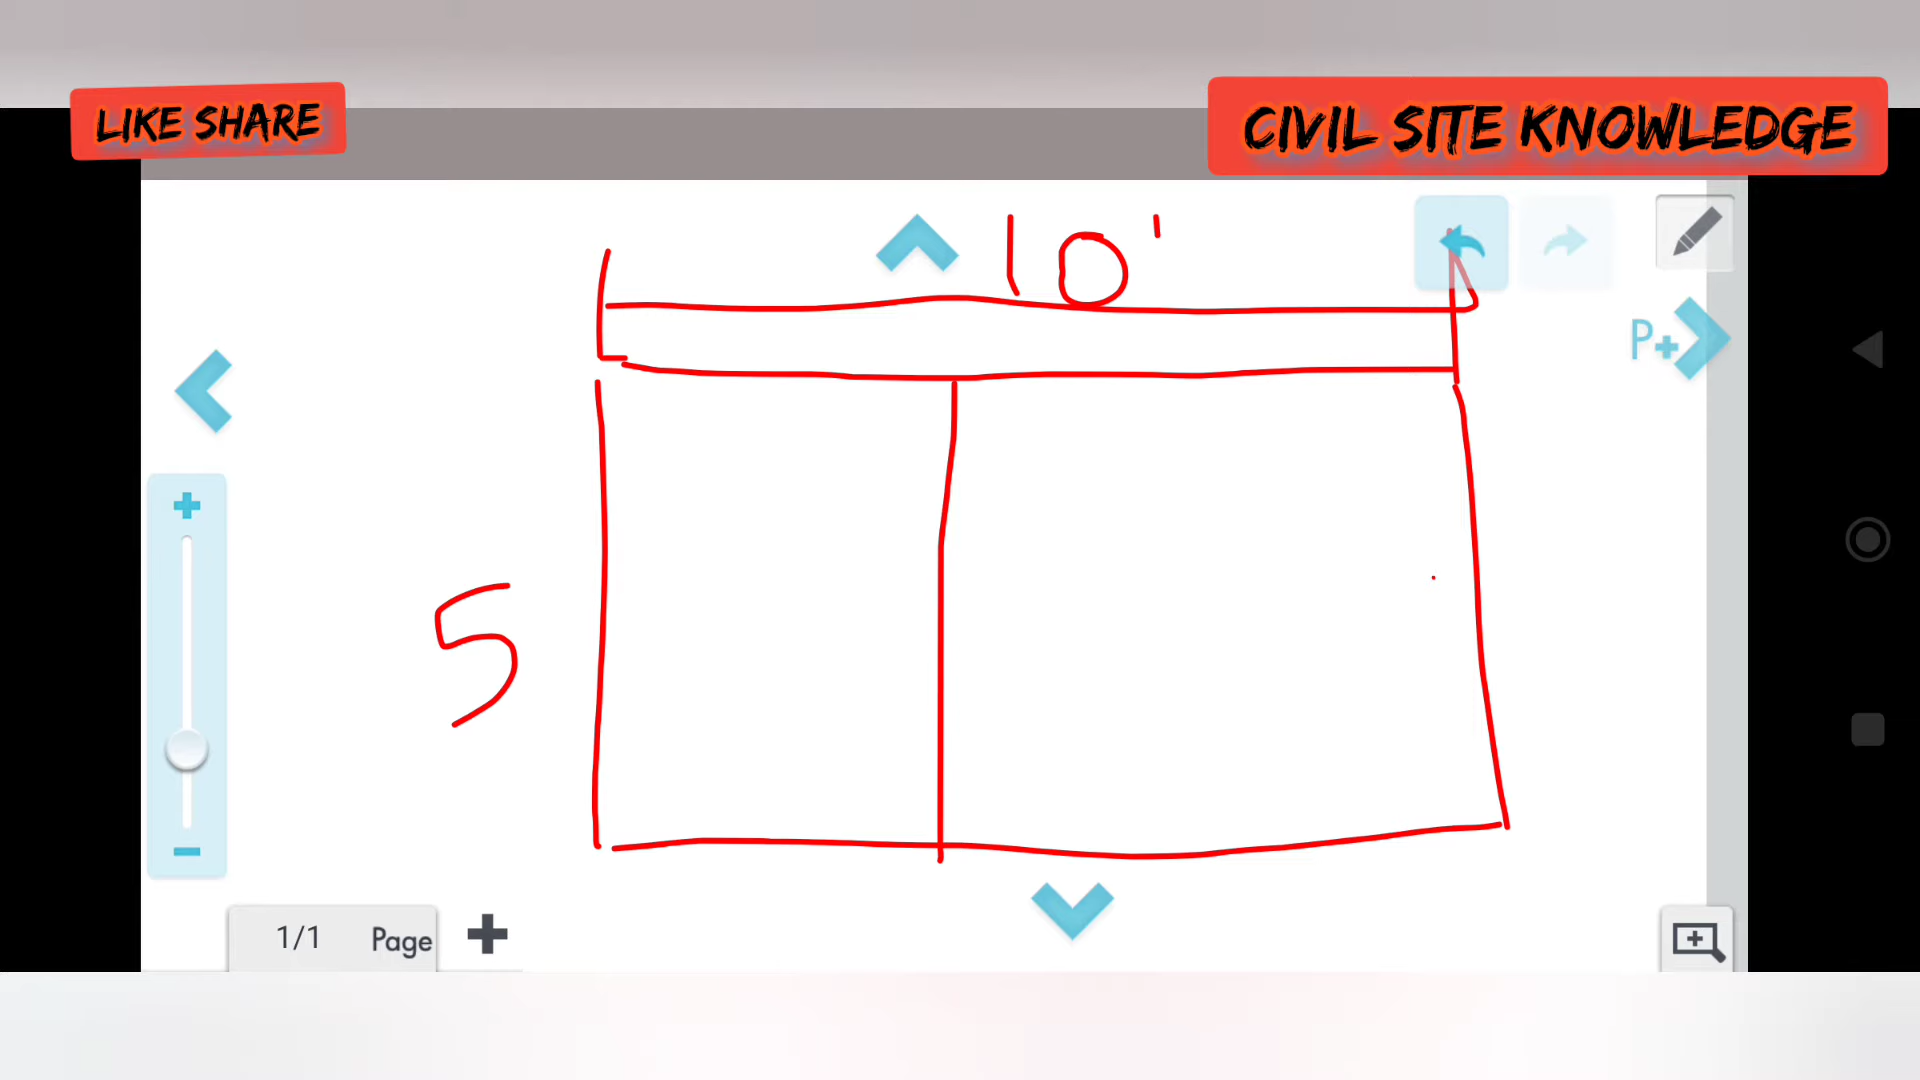 LIKE SHARE
CIVIL SITE KNOWLEDGE
10'
P+
5
1/1 Page